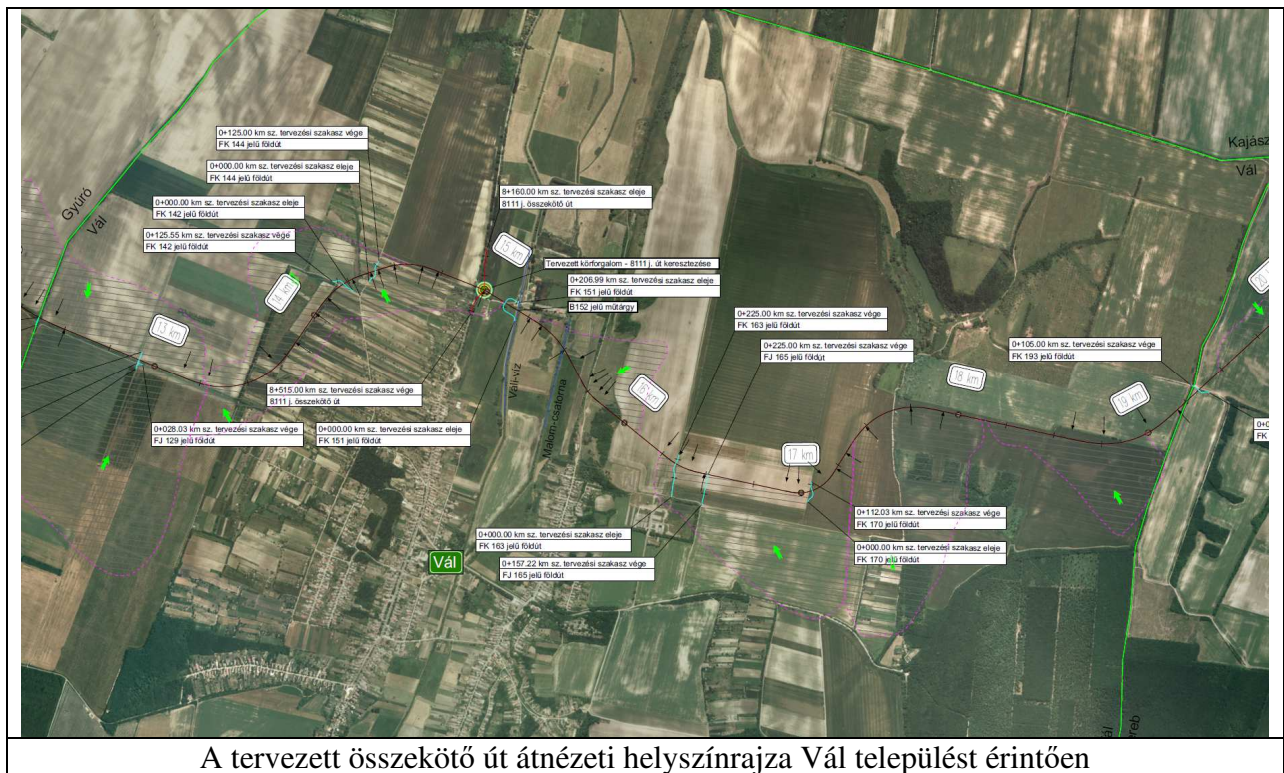 Kajász
Vál
Gyúró
Vál
0+125.00 km sz. tervezési szakasz vége
FK 144 jelű földút
0+000.00 km sz. tervezési szakasz eleje
FK 144 jelű földút
0+000.00 km sz. tervezési szakasz eleje
FK 142 jelű földút
0+125.55 km sz. tervezési szakasz vége
FK 142 jelű földút
8+160.00 km sz. tervezési szakasz eleje
8111 j. összekötő út
15 km
Tervezett körforgalom - 8111 j. út keresztezése
0+206.99 km sz. tervezési szakasz eleje
FK 151 jelű földút
B152 jelű műtárgy
14 km
13 km
0+225.00 km sz. tervezési szakasz vége
FK 163 jelű földút
0+225.00 km sz. tervezési szakasz vége
FJ 165 jelű földút
0+105.00 km sz. tervezési szakasz vége
FK 193 jelű földút
Váli-víz
Malom-csatorna
16 km
18 km
19 km
8+515.00 km sz. tervezési szakasz vége
8111 j. összekötő út
0+028.03 km sz. tervezési szakasz vége
FJ 129 jelű földút
0+000.00 km sz. tervezési szakasz eleje
FK 151 jelű földút
FK
17 km
0+000.00 km sz. tervezési szakasz eleje
FK 163 jelű földút
0+157.22 km sz. tervezési szakasz vége
FJ 165 jelű földút
0+112.03 km sz. tervezési szakasz vége
FK 170 jelű földút
0+000.00 km sz. tervezési szakasz eleje
FK 170 jelű földút
Vál
ál
ereb
A tervezett összekötő út átnézeti helyszínrajza Vál települést érintően